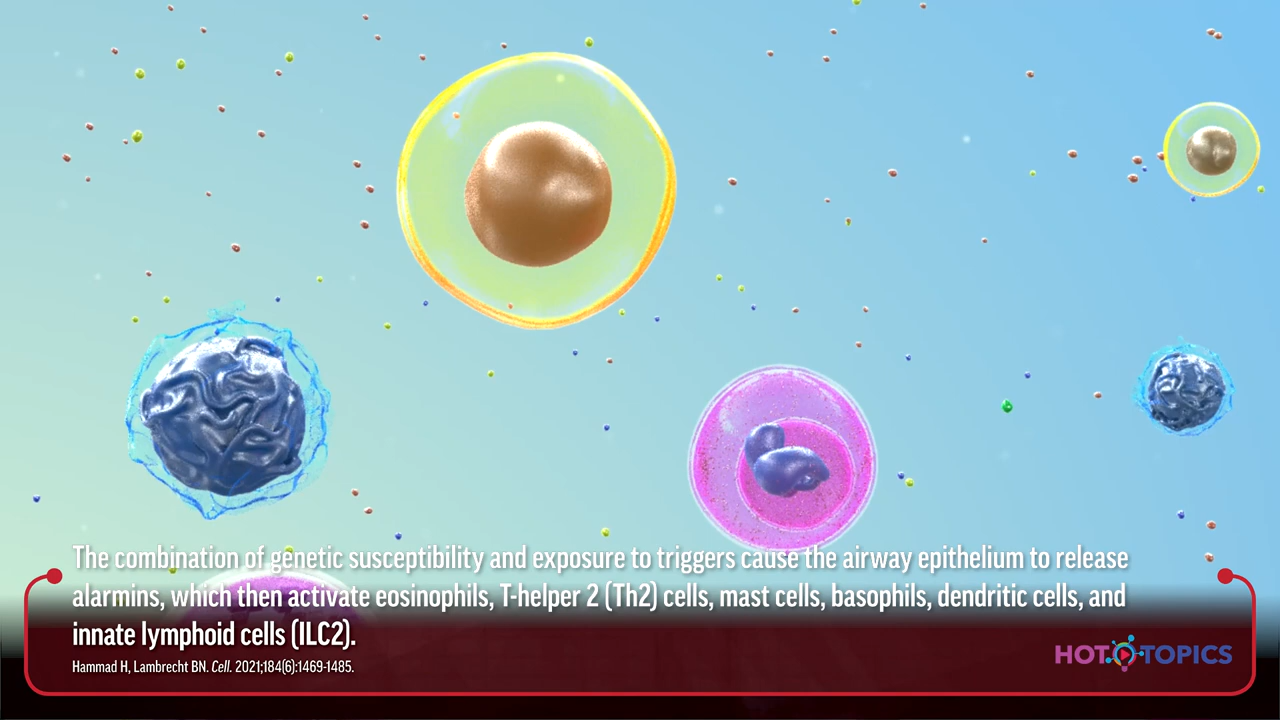 The combination of genetic susceptibility and exposure to triggers cause the airway epithelium to release
alarmins, which then activate eosinophils, T-helper 2 (Th2) cells, mast cells, basophils, dendritic cells, and
innate lymphoid cells (ILC2).
Hammad H, Lambrecht BN. Cell. 2021;184(6):1469-1485.
HOT TOPICS